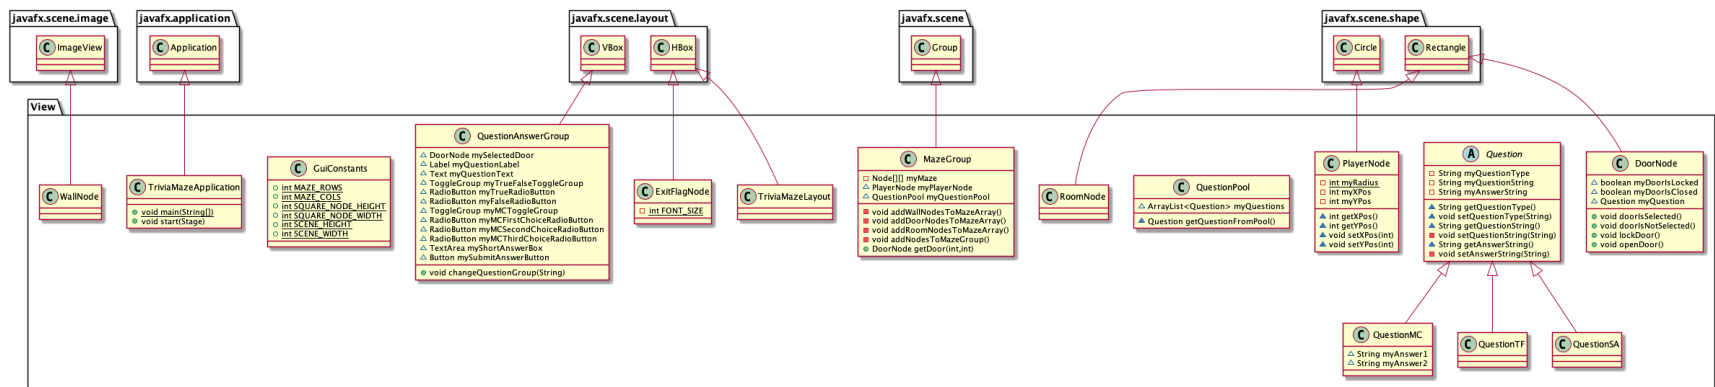 javafx.scene.image
C ImageView
javafx.application
C Application
javafx.scene.layout
C VBox
C HBox
javafx.scene
C Group
javafx.scene.shape
C Circle
C Rectangle
View
C WallNode
C TriviaMazeApplication
void main(String[])
void start(Stage)
C GuiConstants
int MAZE_ROWS
int MAZE_COLS
int SQUARE_NODE_HEIGHT
int SQUARE_NODE_WIDTH
int SCENE_HEIGHT
int SCENE_WIDTH
C QuestionAnswerGroup
DoorNode mySelectedDoor
Label myQuestionLabel
Text myQuestionText
ToggleGroup myTrueFalseToggleGroup
RadioButton myTrueRadioButton
RadioButton myFalseRadioButton
ToggleGroup myMCToggleGroup
RadioButton myMCFirstChoiceRadioButton
RadioButton myMCSecondChoiceRadioButton
RadioButton myMCThirdChoiceRadioButton
TextArea myShortAnswerBox
Button mySubmitAnswerButton
void changeQuestionGroup(String)
C ExitFlagNode
int FONT_SIZE
C TriviaMazeLayout
C MazeGroup
Node[][] myMaze
PlayerNode myPlayerNode
QuestionPool myQuestionPool
void addWallNodesToMazeArray()
void addDoorNodesToMazeArray()
void addRoomNodesToMazeArray()
void addNodesToMazeGroup()
DoorNode getDoor(int,int)
C RoomNode
C QuestionPool
ArrayList<Question> myQuestions
Question getQuestionFromPool()
C PlayerNode
int myRadius
int myXPos
int myYPos
int getXPos()
int getYPos()
void setXPos(int)
void setYPos(int)
A Question
String myQuestionType
String myQuestionString
String myAnswerString
String getQuestionType()
void setQuestionType(String)
String getQuestionString()
void setQuestionString(String)
String getAnswerString()
void setAnswerString(String)
C DoorNode
boolean myDoorIsLocked
boolean myDoorIsClosed
Question myQuestion
void doorIsSelected()
void doorIsNotSelected()
void lockDoor()
void openDoor()
C QuestionMC
String myAnswer1
String myAnswer2
C QuestionTF
C QuestionSA